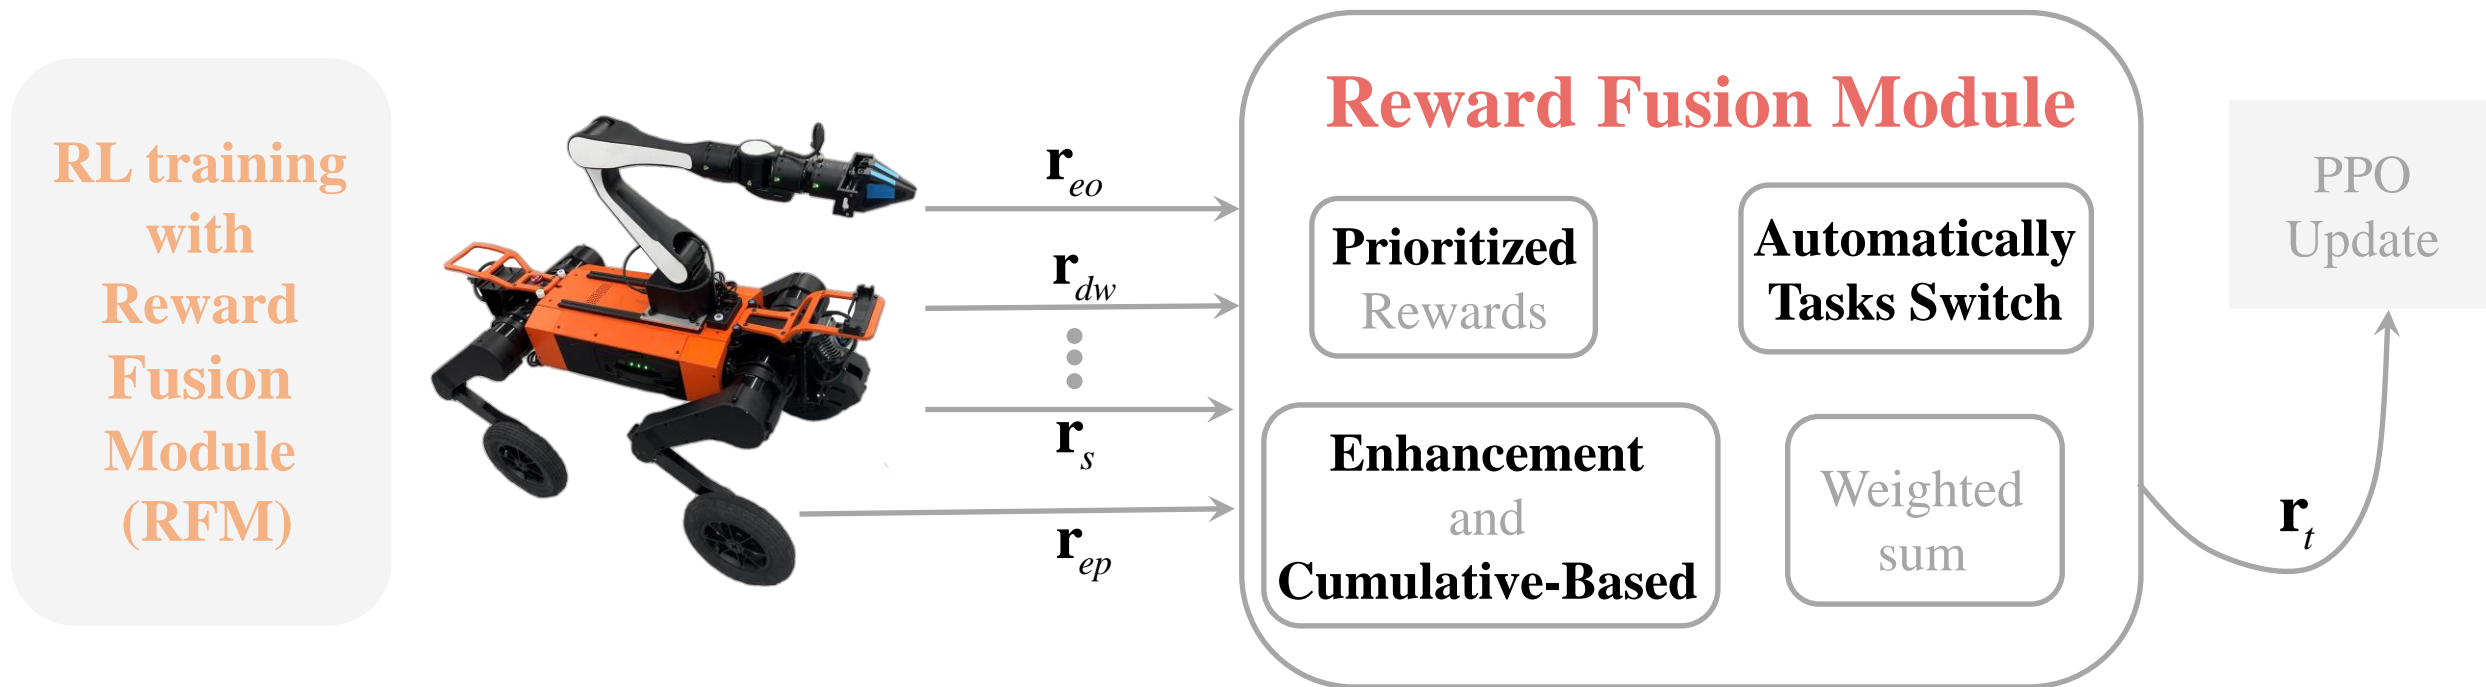 RL training
with
Reward
Fusion
Module
(RFM)
r_eo
r_dw
r_s
r_ep
Reward Fusion Module
Prioritized
Rewards
Automatically
Tasks Switch
Enhancement
and
Cumulative-Based
Weighted
sum
r_t
PPO
Update